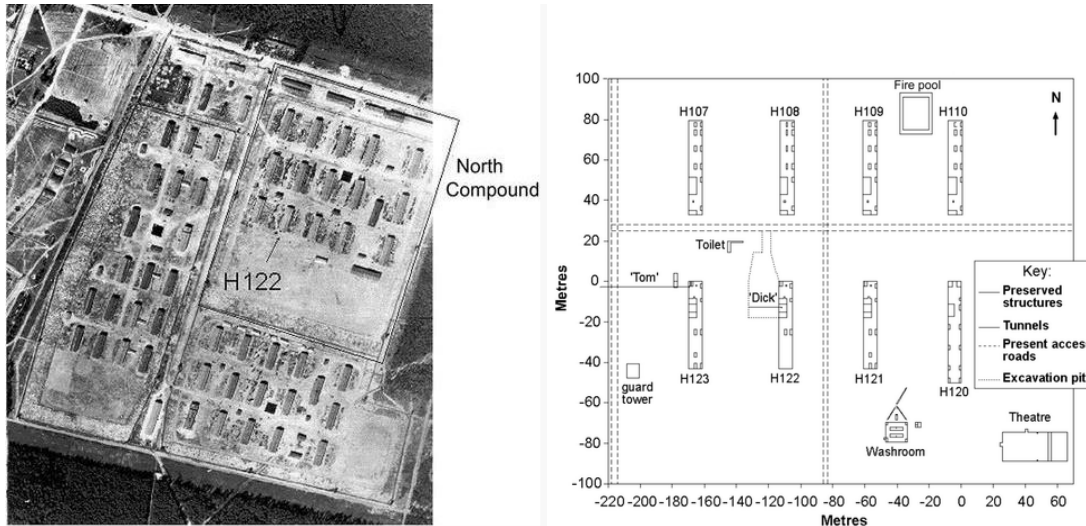 North
Compound
H122
100
80
60
40
20
0
-20
-40
-60
-80
-100
Metres
-220
-200
-180
-160
-140
-120
-100
-80
-60
-40
-20
0
20
40
60
Metres
Fire pool
N
H107
H108
H109
H110
Toilet
'Tom'
'Dick'
Key:
Preserved
structures
Tunnels
Present access
roads
Excavation pit
guard
tower
H123
H122
H121
H120
Theatre
Washroom